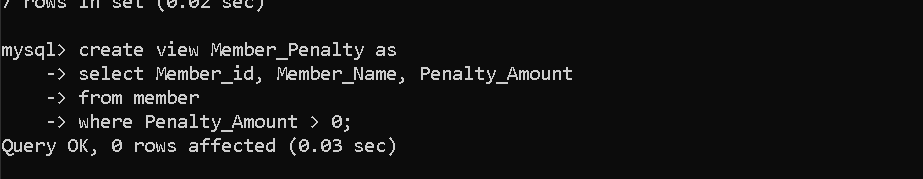 7 rows in set (0.02 sec)
mysql> create view Member_Penalty as
    -> select Member_id, Member_Name, Penalty_Amount
    -> from member
    -> where Penalty_Amount > 0;
Query OK, 0 rows affected (0.03 sec)